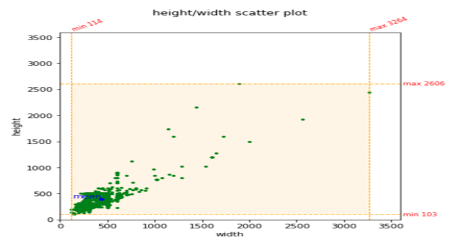 height/width scatter plot
min 114
max 3264
3500
3000
2500
2000
1500
1000
500
0
height
max 2606
min 103
0 500 1000 1500 2000 2500 3000 3500
width